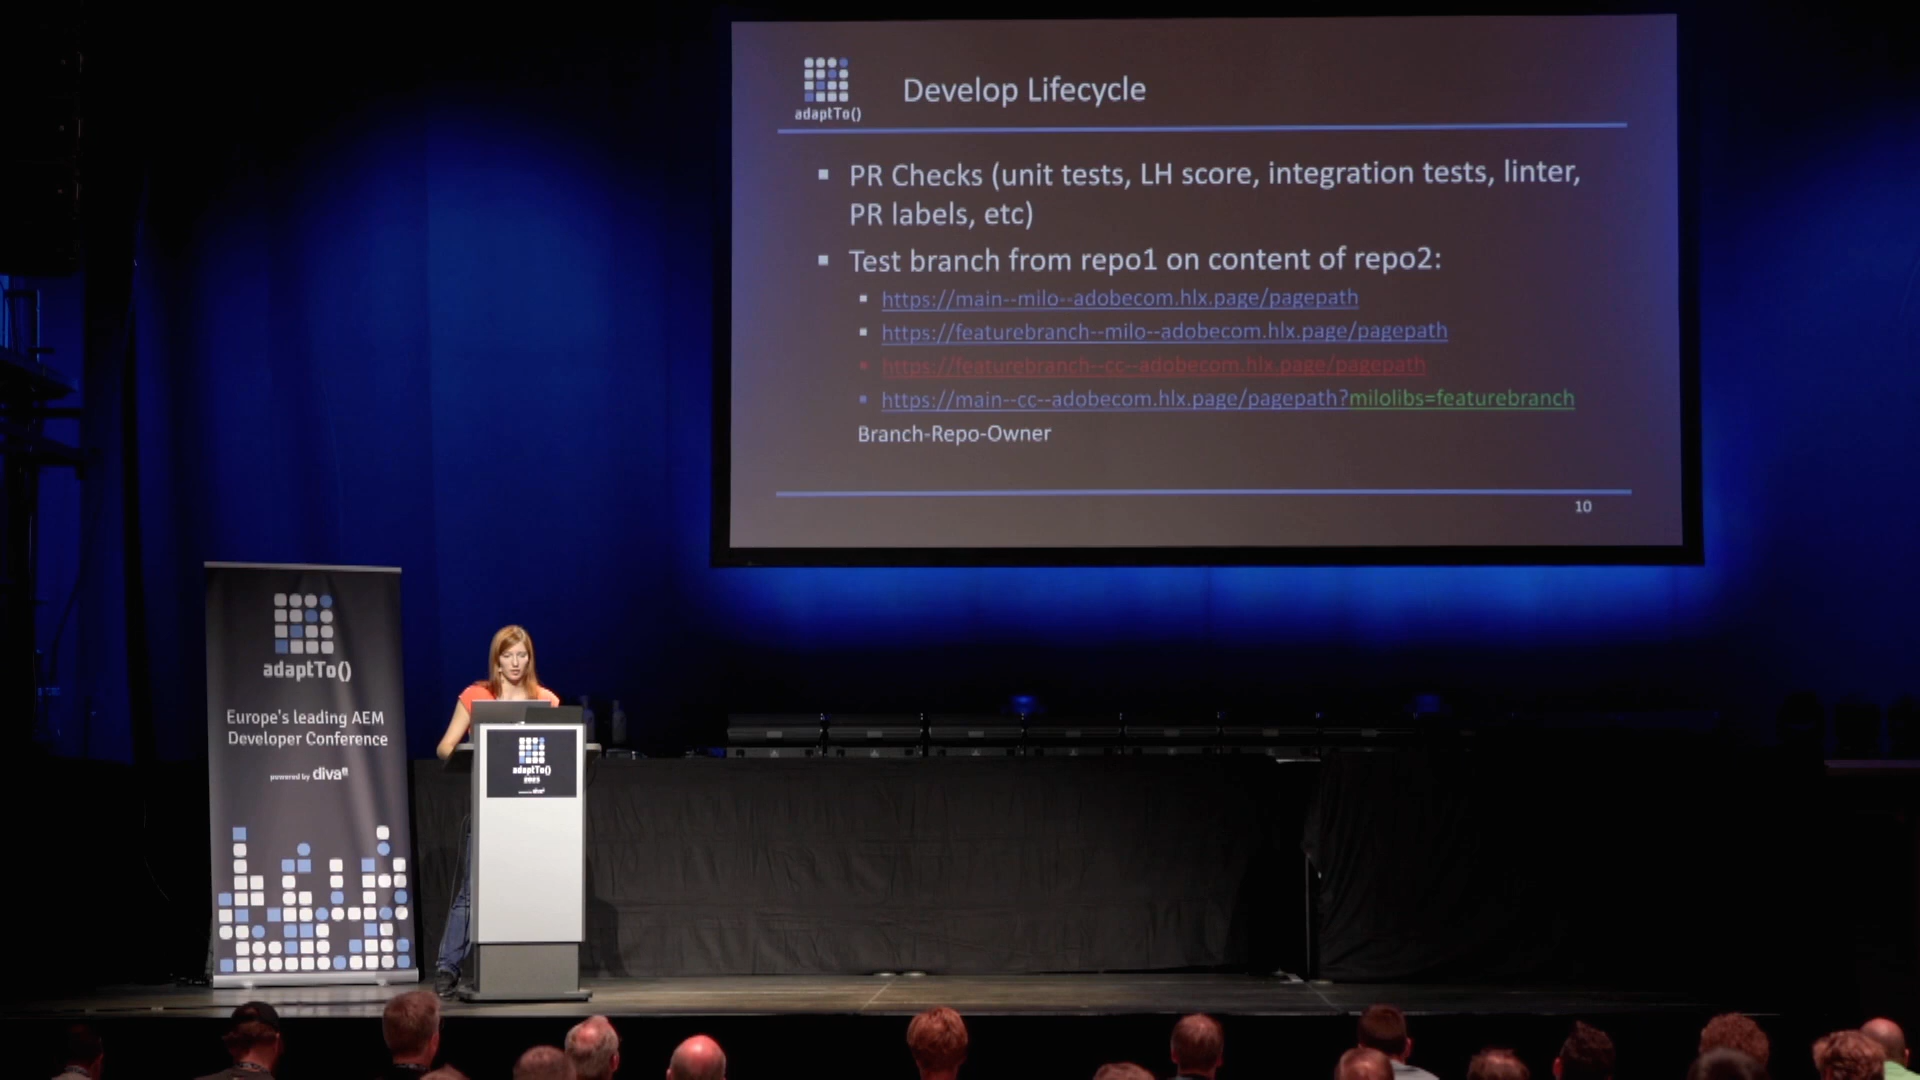 adaptTo()
Develop Lifecycle
▪ PR Checks (unit tests, LH score, integration tests, linter,
PR labels, etc)
▪ Test branch from repo1 on content of repo2:
▪ https://main--milo--adobecom.hlx.page/pagepath
▪ https://featurebranch--milo--adobecom.hlx.page/pagepath
▪ https://featurebranch--cc--adobecom.hlx.page/pagepath
▪ https://main--cc--adobecom.hlx.page/pagepath?milolibs=featurebranch
Branch-Repo-Owner
10
adaptTo()
Europe's leading AEM
Developer Conference
powered by diva
adaptTo()
2023